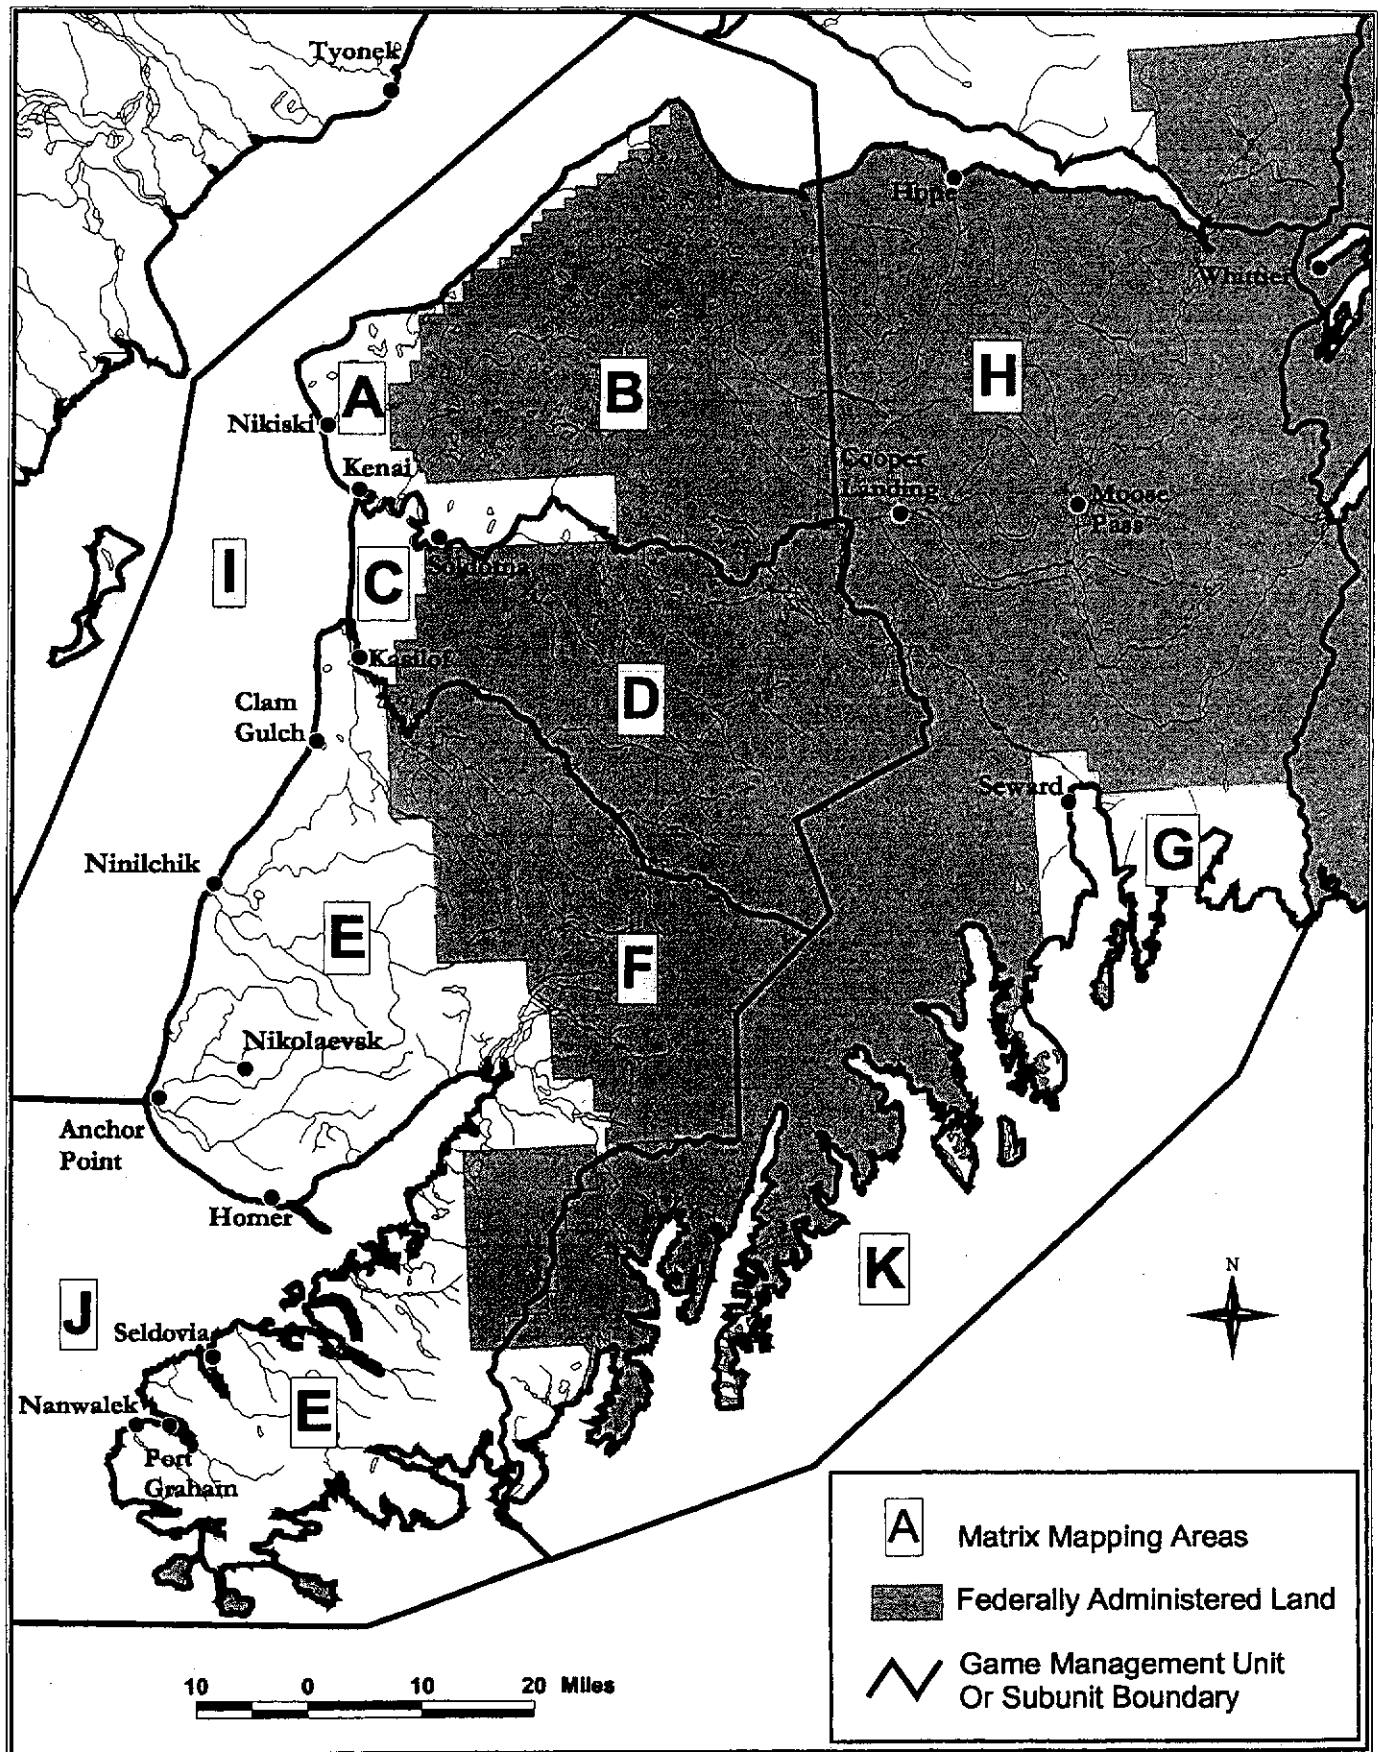 Tyonek
Hope
Whittier
A
B
H
Nikiski
Kenai
Cooper
Landing
Moose
Pass
I
C
Soldotna
Kasilof
D
Clam
Gulch
Seward
G
Ninilchik
E
F
Nikolaevsk
Anchor
Point
Homer
K
N
J
Seldovia
Nanwalek
E
Port
Graham
A Matrix Mapping Areas
Federally Administered Land
Game Management Unit
Or Subunit Boundary
10 0 10 20 Miles